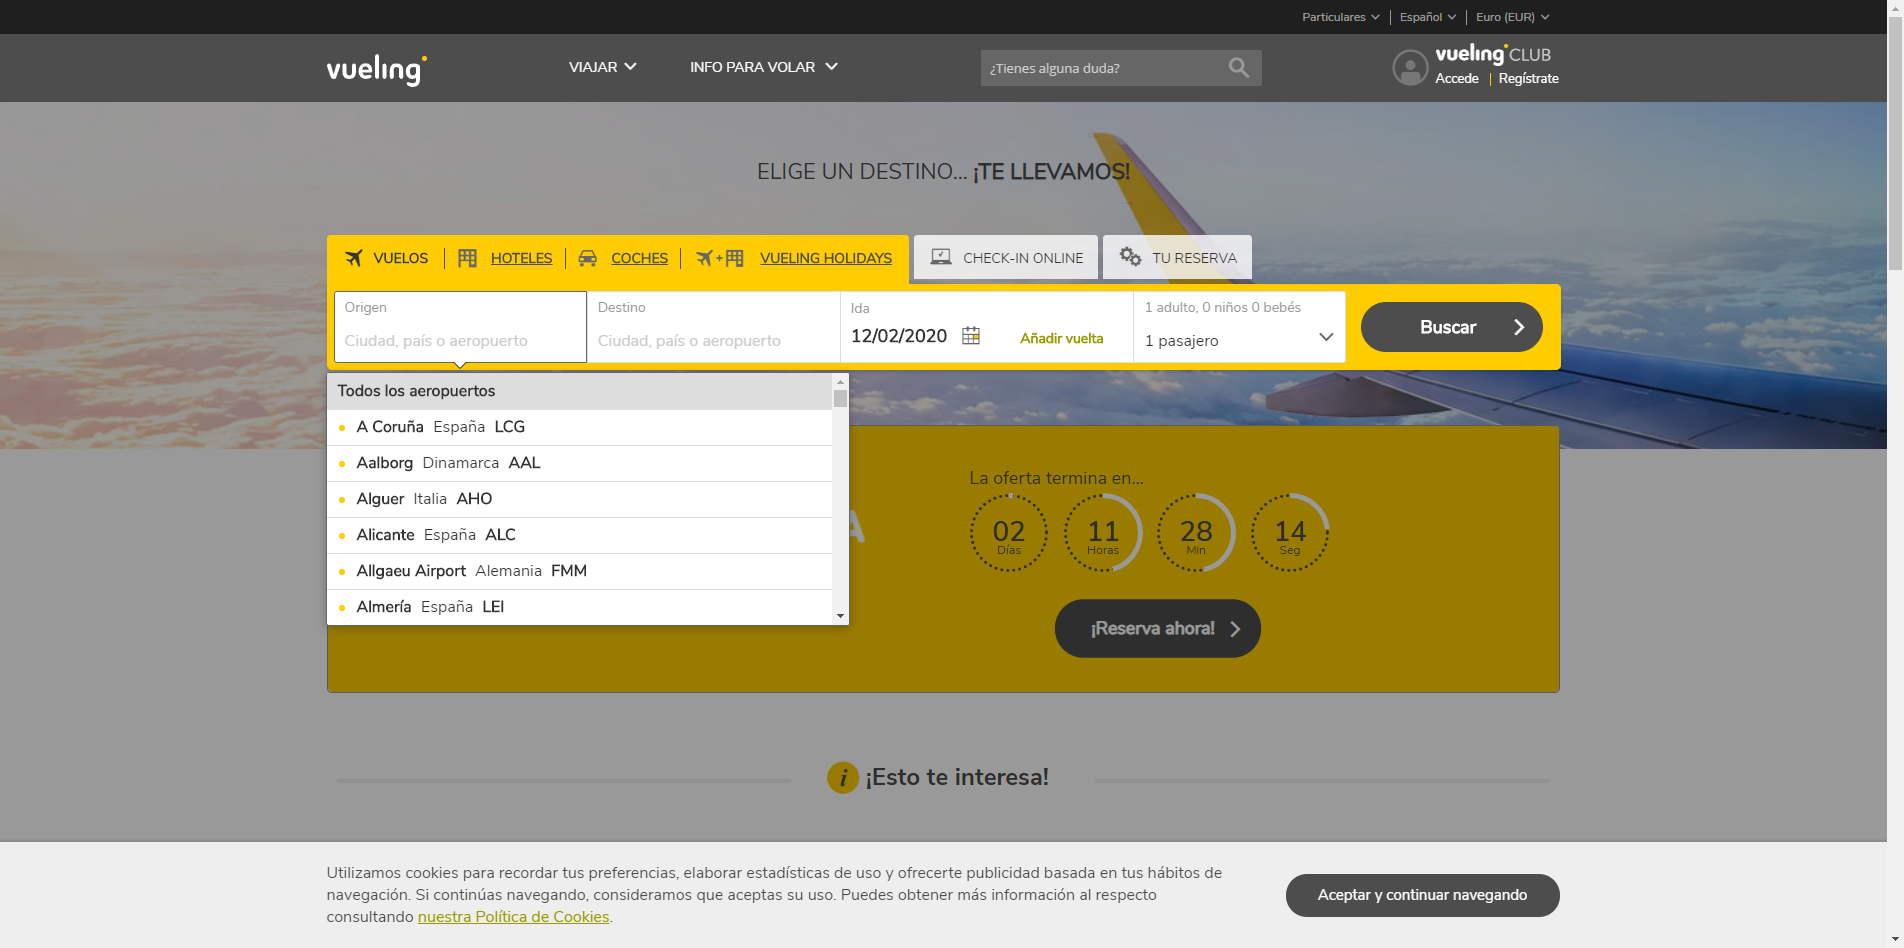 Particulares
Español
Euro (EUR)
vueling
VIAJAR
INFO PARA VOLAR
¿Tienes alguna duda?
vueling CLUB
Accede
Regístrate
ELIGE UN DESTINO... ¡TE LLEVAMOS!
VUELOS
HOTELES
COCHES
+
VUELING HOLIDAYS
CHECK-IN ONLINE
TU RESERVA
Origen
Ciudad, país o aeropuerto
Destino
Ciudad, país o aeropuerto
Ida
12/02/2020
Añadir vuelta
1 adulto, 0 niños 0 bebés
1 pasajero
Buscar
Todos los aeropuertos
A Coruña España LCG
Aalborg Dinamarca AAL
Alguer Italia AHO
Alicante España ALC
Allgaeu Airport Alemania FMM
Almería España LEI
A
La oferta termina en...
02 Días
11 Horas
28 Min
14 Seg
¡Reserva ahora!
i ¡Esto te interesa!
Utilizamos cookies para recordar tus preferencias, elaborar estadísticas de uso y ofrecerte publicidad basada en tus hábitos de
navegación. Si continúas navegando, consideramos que aceptas su uso. Puedes obtener más información al respecto
consultando nuestra Política de Cookies.
Aceptar y continuar navegando